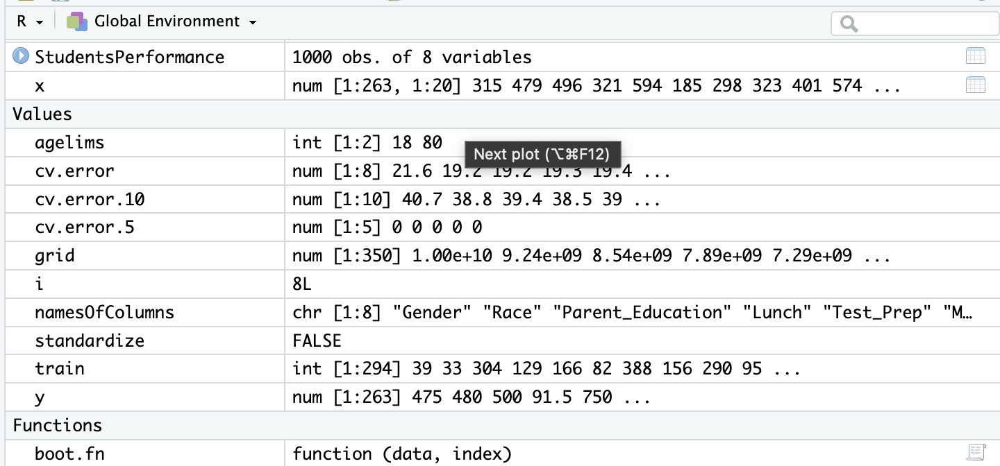 R Global Environment
StudentsPerformance 1000 obs. of 8 variables
x num [1:263, 1:20] 315 479 496 321 594 185 298 323 401 574 ...
Values
agelims int [1:2] 18 80
Next plot (⌥⌘F12)
cv.error num [1:8] 21.6 19.2 19.2 19.3 19.4 ...
cv.error.10 num [1:10] 40.7 38.8 39.4 38.5 39 ...
cv.error.5 num [1:5] 0 0 0 0 0
grid num [1:350] 1.00e+10 9.24e+09 8.54e+09 7.89e+09 7.29e+09 ...
i 8L
namesOfColumns chr [1:8] "Gender" "Race" "Parent_Education" "Lunch" "Test_Prep" "M…
standardize FALSE
train int [1:294] 39 33 304 129 166 82 388 156 290 95 ...
y num [1:263] 475 480 500 91.5 750 ...
Functions
boot.fn function (data, index)